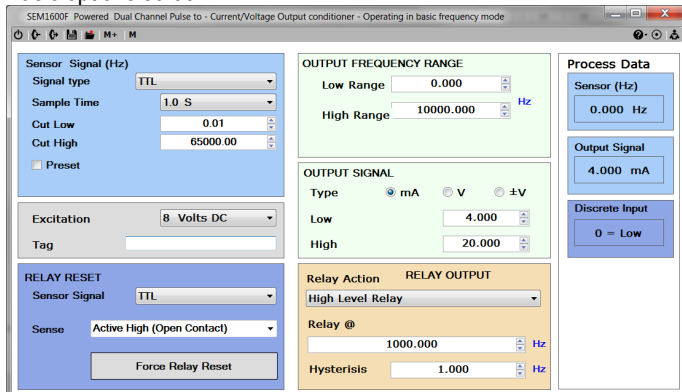 SEM1600F Powered Dual Channel Pulse to - Current/Voltage Output conditioner - Operating in basic frequency mode
M+ M
Sensor Signal (Hz)
Signal type TTL
Sample Time 1.0 S
Cut Low 0.01
Cut High 65000.00
Preset
Excitation 8 Volts DC
Tag
RELAY RESET
Sensor Signal TTL
Sense Active High (Open Contact)
Force Relay Reset
OUTPUT FREQUENCY RANGE
Low Range 0.000
Hz
High Range 10000.000
OUTPUT SIGNAL
Type mA V ±V
Low 4.000
High 20.000
RELAY OUTPUT
Relay Action
High Level Relay
Relay @
1000.000 Hz
Hysterisis 1.000 Hz
Process Data
Sensor (Hz)
0.000 Hz
Output Signal
4.000 mA
Discrete Input
0 = Low